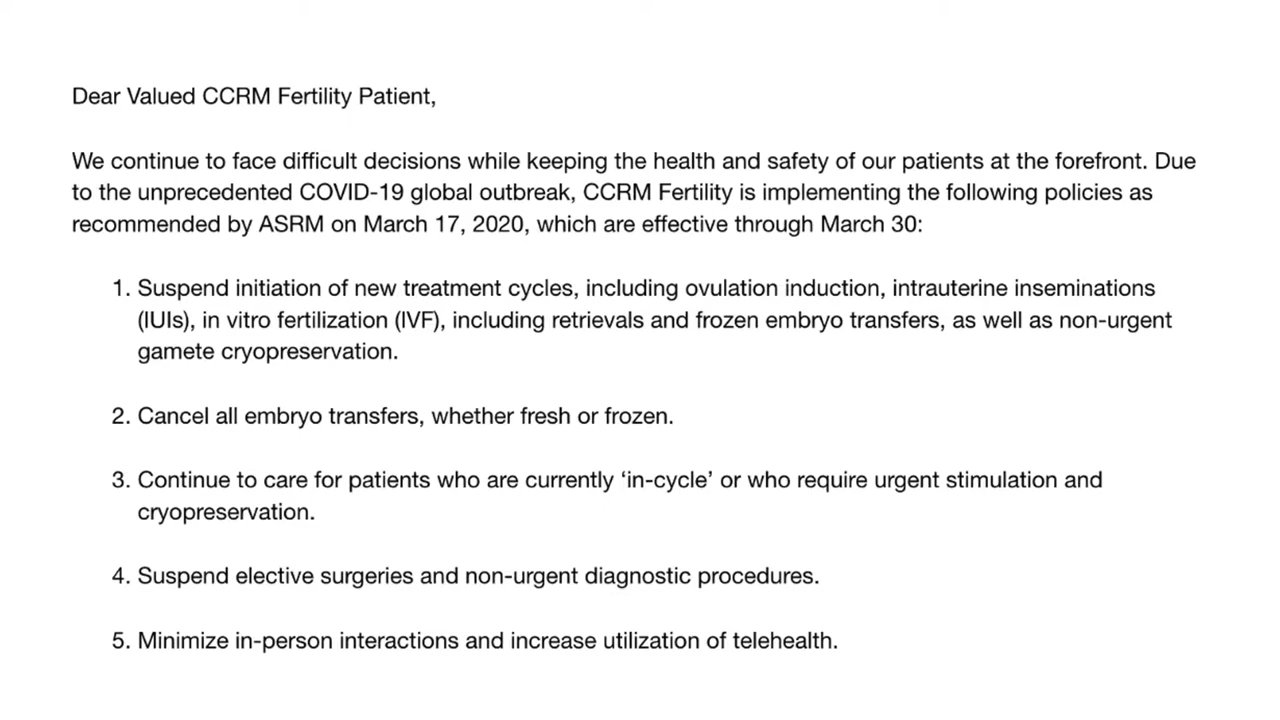 Dear Valued CCRM Fertility Patient,
We continue to face difficult decisions while keeping the health and safety of our patients at the forefront. Due
to the unprecedented COVID-19 global outbreak, CCRM Fertility is implementing the following policies as
recommended by ASRM on March 17, 2020, which are effective through March 30:
1. Suspend initiation of new treatment cycles, including ovulation induction, intrauterine inseminations
(IUIs), in vitro fertilization (IVF), including retrievals and frozen embryo transfers, as well as non-urgent
gamete cryopreservation.
2. Cancel all embryo transfers, whether fresh or frozen.
3. Continue to care for patients who are currently ‘in-cycle’ or who require urgent stimulation and
cryopreservation.
4. Suspend elective surgeries and non-urgent diagnostic procedures.
5. Minimize in-person interactions and increase utilization of telehealth.